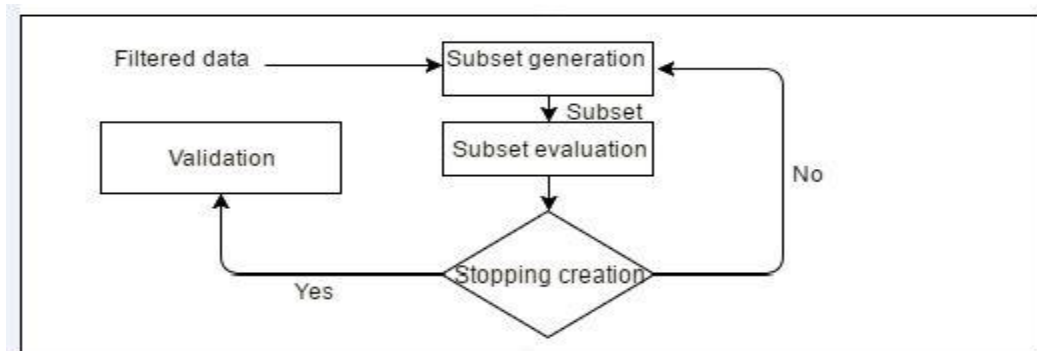 Filtered data
Subset generation
Subset
Subset evaluation
Validation
No
Stopping creation
Yes